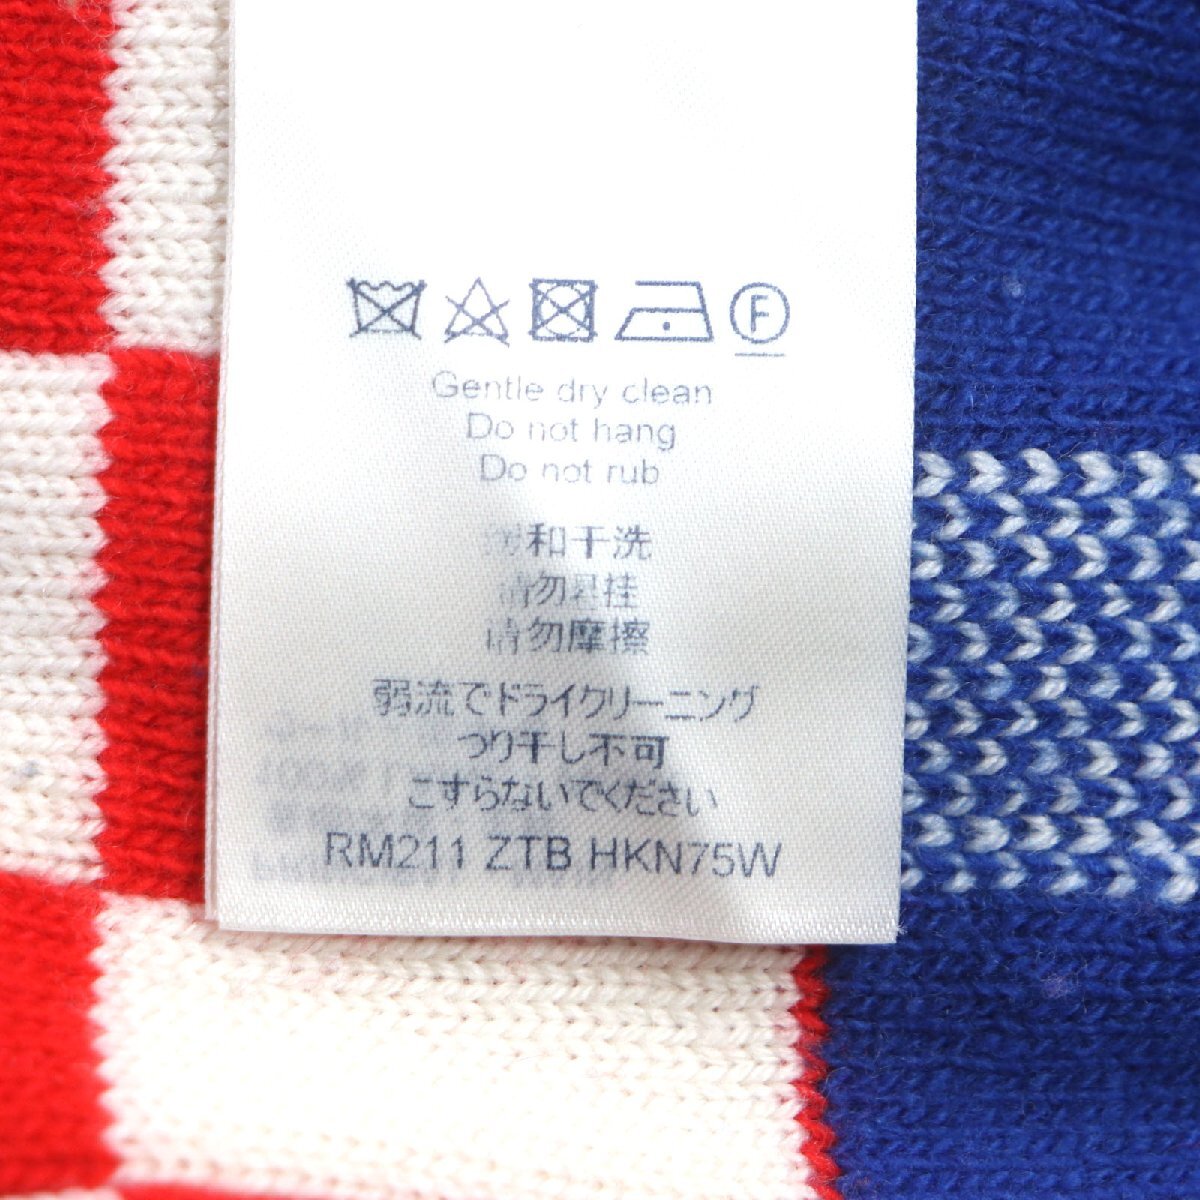 F
Gentle dry clean
Do not hang
Do not rub
缓和干洗
请勿悬挂
请勿摩擦
弱流でドライクリーニング
つり干し不可
こすらないでください
RM211 ZTB HKN75W